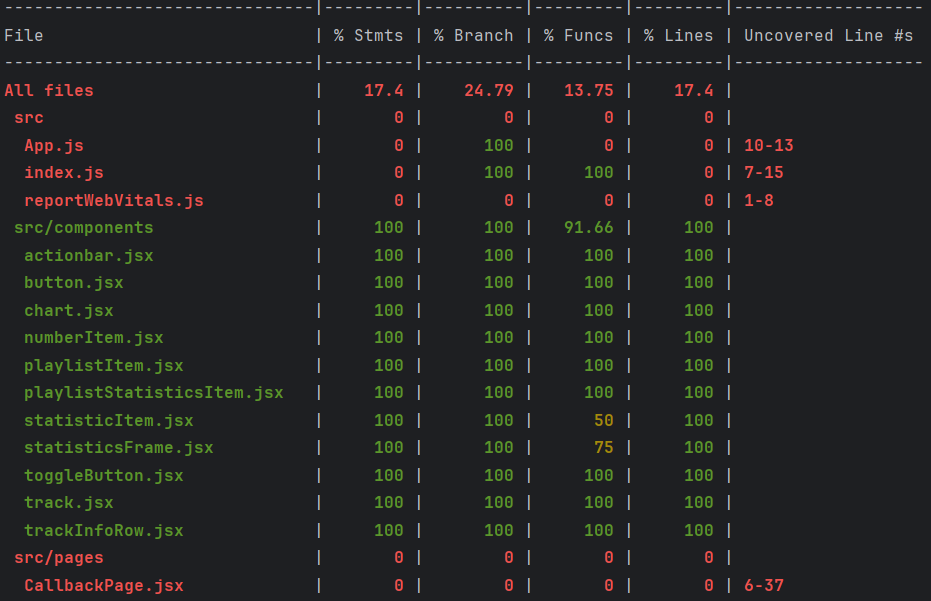 -------------------------------|---------|----------|---------|---------|-------------------
File                           | % Stmts | % Branch | % Funcs | % Lines | Uncovered Line #s
-------------------------------|---------|----------|---------|---------|-------------------
All files                      |    17.4 |    24.79 |   13.75 |    17.4 |
 src                           |       0 |        0 |       0 |       0 |
  App.js                       |       0 |      100 |       0 |       0 | 10-13
  index.js                     |       0 |      100 |     100 |       0 | 7-15
  reportWebVitals.js           |       0 |        0 |       0 |       0 | 1-8
 src/components                |     100 |      100 |   91.66 |     100 |
  actionbar.jsx                |     100 |      100 |     100 |     100 |
  button.jsx                   |     100 |      100 |     100 |     100 |
  chart.jsx                    |     100 |      100 |     100 |     100 |
  numberItem.jsx               |     100 |      100 |     100 |     100 |
  playlistItem.jsx             |     100 |      100 |     100 |     100 |
  playlistStatisticsItem.jsx   |     100 |      100 |     100 |     100 |
  statisticItem.jsx            |     100 |      100 |      50 |     100 |
  statisticsFrame.jsx          |     100 |      100 |      75 |     100 |
  toggleButton.jsx             |     100 |      100 |     100 |     100 |
  track.jsx                    |     100 |      100 |     100 |     100 |
  trackInfoRow.jsx             |     100 |      100 |     100 |     100 |
 src/pages                     |       0 |        0 |       0 |       0 |
  CallbackPage.jsx             |       0 |        0 |       0 |       0 | 6-37